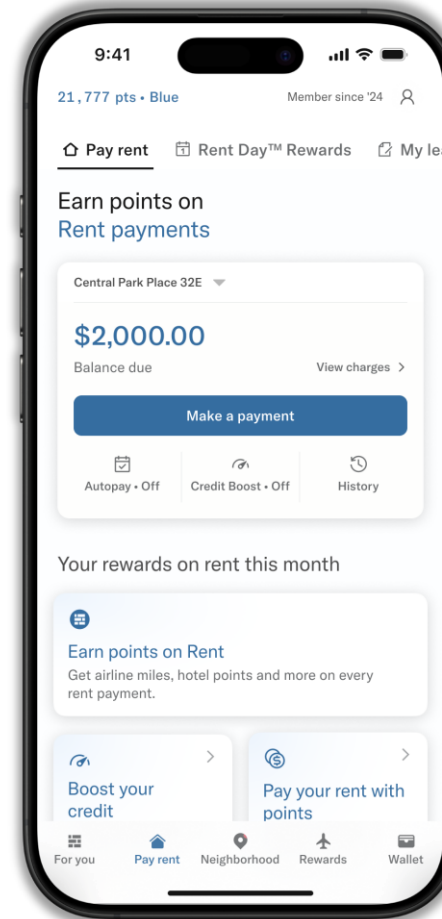 9:41
21,777 pts • Blue
Member since '24
Pay rent
Rent Day™ Rewards
My lea
Earn points on
Rent payments
Central Park Place 32E
$2,000.00
Balance due
View charges >
Make a payment
Autopay • Off
Credit Boost • Off
History
Your rewards on rent this month
Earn points on Rent
Get airline miles, hotel points and more on every
rent payment.
Boost your
credit
Pay your rent with
points
For you
Pay rent
Neighborhood
Rewards
Wallet